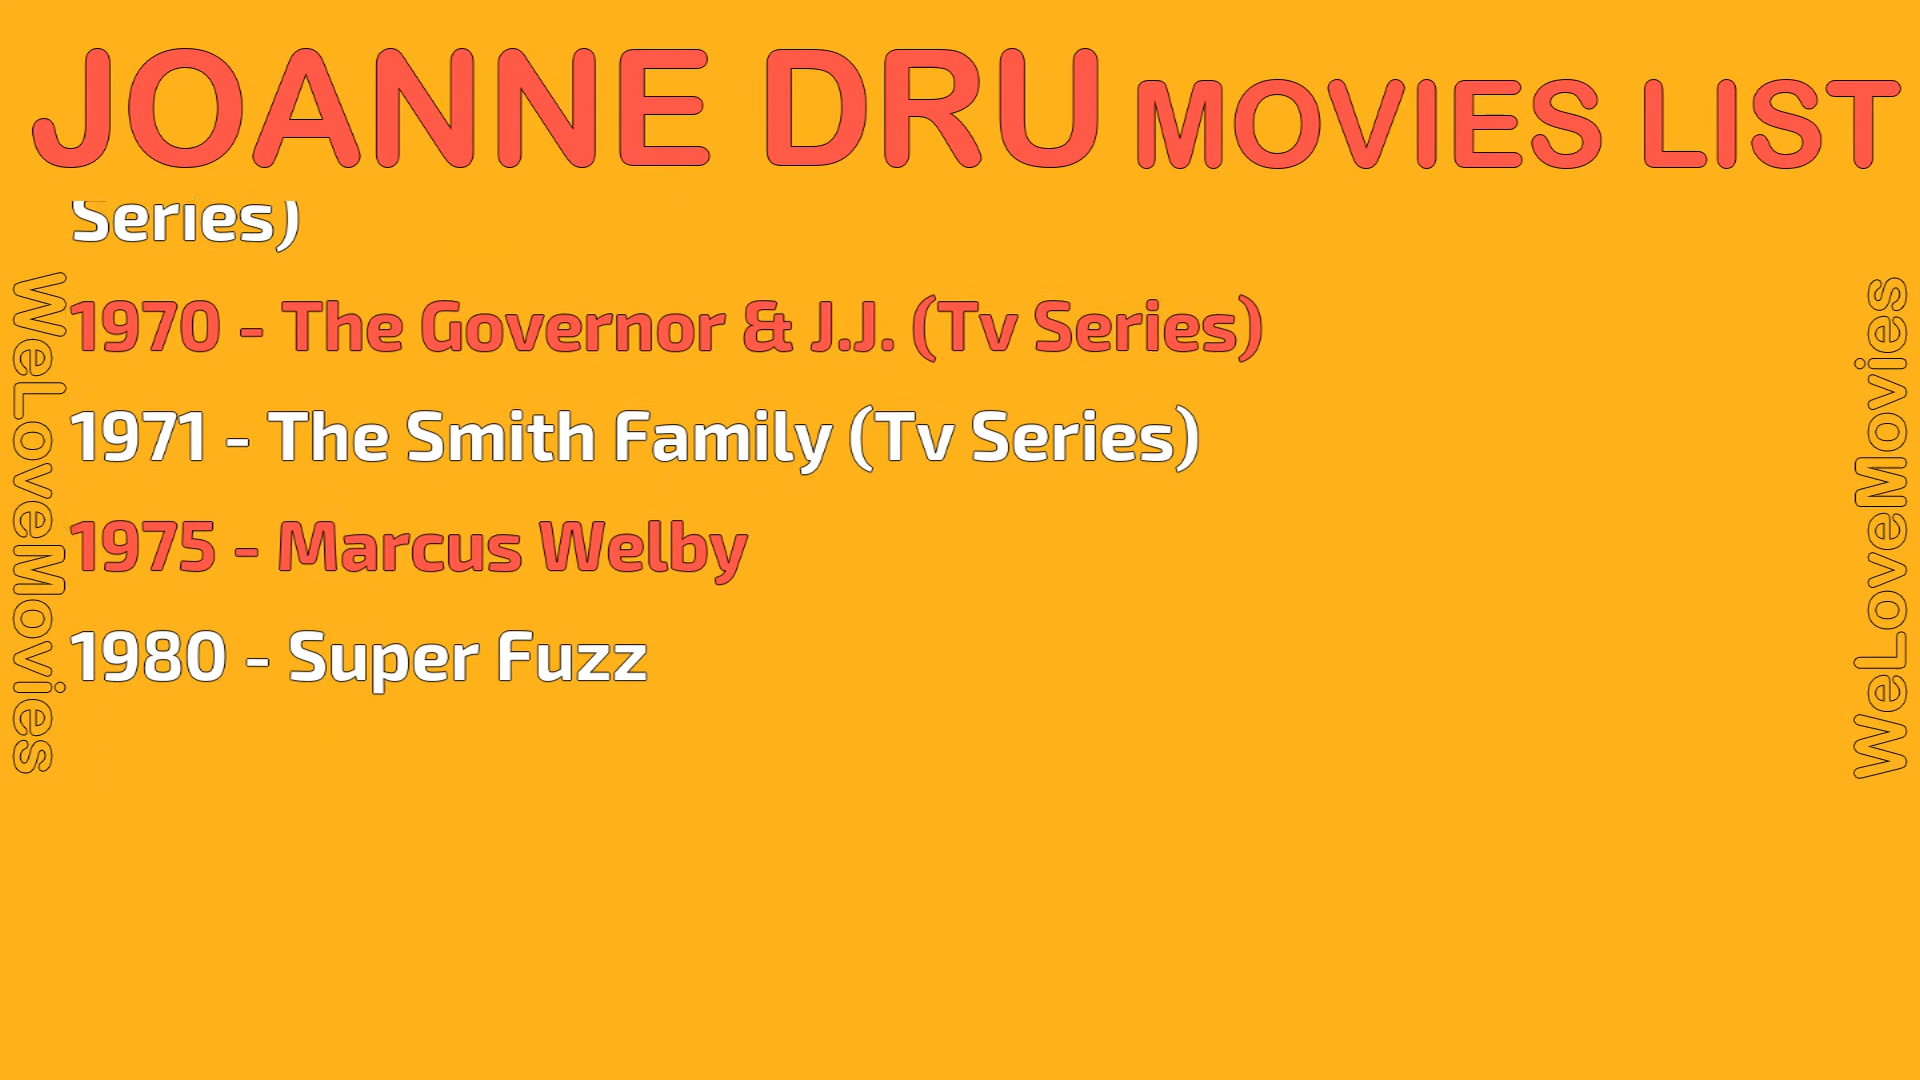 JOANNE DRU MOVIES LIST
Series)
1970 - The Governor & J.J. (Tv Series)
1971 - The Smith Family (Tv Series)
1975 - Marcus Welby
1980 - Super Fuzz
WeLoveMovies
WeLoveMovies